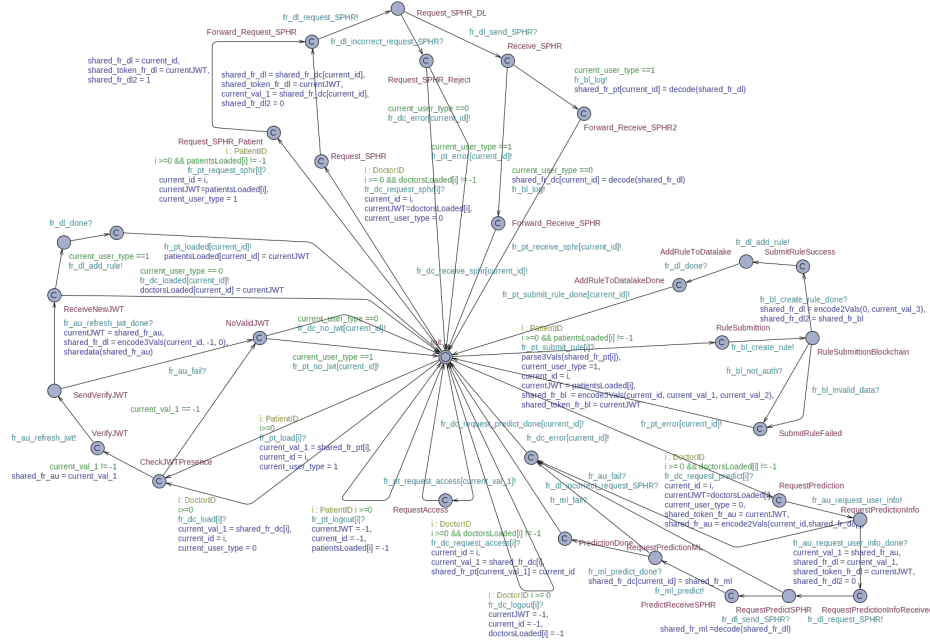 Request_SPHR_DL
fr_dl_request_SPHR!
Forward_Request_SPHR
fr_dl_incorrect_request_SPHR?
fr_dl_send_SPHR?
Receive_SPHR
shared_fr_dl = current_id,
shared_token_fr_dl = currentJWT,
shared_fr_dl2 = 1
shared_fr_dl = shared_fr_dc[current_id],
shared_token_fr_dl = currentJWT,
current_val_1 = shared_fr_dc[current_id],
shared_fr_dl2 = 0
Request_SPHR_Reject
current_user_type ==1
fr_bl_log!
shared_fr_pt[current_id] = decode(shared_fr_dl)
current_user_type ==0
fr_dc_error[current_id]!
Forward_Receive_SPHR2
Request_SPHR_Patient
i : PatientID
i >=0 && patientsLoaded[i] != -1
fr_pt_request_sphr[i]?
current_id = i,
currentJWT=patientsLoaded[i],
current_user_type = 1
Request_SPHR
current_user_type ==1
fr_pt_error[current_id]!
i : DoctorID
i >= 0 && doctorsLoaded[i] != -1
fr_dc_request_sphr[i]?
current_id = i,
currentJWT=doctorsLoaded[i],
current_user_type = 0
current_user_type ==0
shared_fr_dc[current_id] = decode(shared_fr_dl)
fr_bl_log!
Forward_Receive_SPHR
fr_dl_done?
fr_pt_loaded[current_id]!
patientsLoaded[current_id] = currentJWT
current_user_type ==1
fr_dl_add_rule!
current_user_type == 0
fr_dc_loaded[current_id]!
doctorsLoaded[current_id] = currentJWT
fr_pt_receive_sphr[current_id]!
fr_dc_receive_sphr[current_id]!
fr_dl_add_rule!
AddRuleToDatalake
SubmitRuleSuccess
fr_dl_done?
AddRuleToDatalakeDone
fr_pt_submit_rule_done[current_id]!
fr_bl_create_rule_done?
shared_fr_dl = encode2Vals(0, current_val_3),
shared_fr_dl2 = shared_fr_bl
ReceiveNewJWT
fr_au_refresh_jwt_done?
currentJWT = shared_fr_au,
shared_fr_dl = encode3Vals(current_id, -1, 0),
sharedata(shared_fr_au)
NoValidJWT
current_user_type ==0
fr_dc_no_jwt[current_id]!
current_user_type ==1
fr_pt_no_jwt[current_id]!
i : PatientID
i >=0 && patientsLoaded[i] != -1
fr_pt_submit_rule[i]?
parse3Vals(shared_fr_pt[i]),
current_user_type =1,
current_id = i,
currentJWT = patientsLoaded[i],
shared_fr_bl = encode3Vals(current_id, current_val_1, current_val_2),
shared_token_fr_bl = currentJWT
RuleSubmittion
fr_bl_create_rule!
RuleSubmittionBlockchain
fr_bl_not_auth?
fr_bl_invalid_data?
fr_au_fail?
SendVerifyJWT
current_val_1 == -1
fr_pt_error[current_id]!
SubmitRuleFailed
fr_au_refresh_jwt!
VerifyJWT
current_val_1 != -1
shared_fr_au = current_val_1
CheckJWTPresence
i: PatientID
i>=0
fr_pt_load[i]?
current_val_1 = shared_fr_pt[i],
current_id = i,
current_user_type = 1
fr_dc_request_predict_done[current_id]!
fr_dc_error[current_id]!
i: DoctorID
i>=0
fr_dc_load[i]?
current_val_1 = shared_fr_dc[i],
current_id = i,
current_user_type = 0
i : PatientID i >=0
fr_pt_logout[i]?
currentJWT = -1,
current_id = -1,
patientsLoaded[i] = -1
fr_pt_request_access[current_val_1]!
RequestAccess
i : DoctorID
i >=0 && doctorsLoaded[i] != -1
fr_dc_request_access[i]?
current_id = i,
current_val_1 = shared_fr_dc[i],
shared_fr_pt[current_val_1] = current_id
i : DoctorID i >= 0
fr_dc_logout[i]?
currentJWT = -1,
current_id = -1,
doctorsLoaded[i] = -1
fr_au_fail?
fr_dl_incorrect_request_SPHR?
fr_ml_fail?
i : DoctorID
i >= 0 && doctorsLoaded[i] != -1
fr_dc_request_predict[i]?
current_id = i,
currentJWT=doctorsLoaded[i],
current_user_type = 0,
shared_token_fr_au = currentJWT,
shared_fr_au = encode2Vals(current_id,shared_fr_dc[i])
RequestPrediction
fr_au_request_user_info!
RequestPredictionInfo
fr_au_request_user_info_done?
current_val_1 = shared_fr_au,
shared_fr_dl = current_val_1,
shared_token_fr_dl = currentJWT,
shared_fr_dl2 = 0
PredictionDone
RequestPredictionML
fr_ml_predict_done?
shared_fr_dc[current_id] = shared_fr_ml
fr_ml_predict!
PredictReceiveSPHR
RequestPredictSPHR
RequestPredictionInfoReceived
fr_dl_send_SPHR?
fr_dl_request_SPHR!
shared_fr_ml =decode(shared_fr_dl)